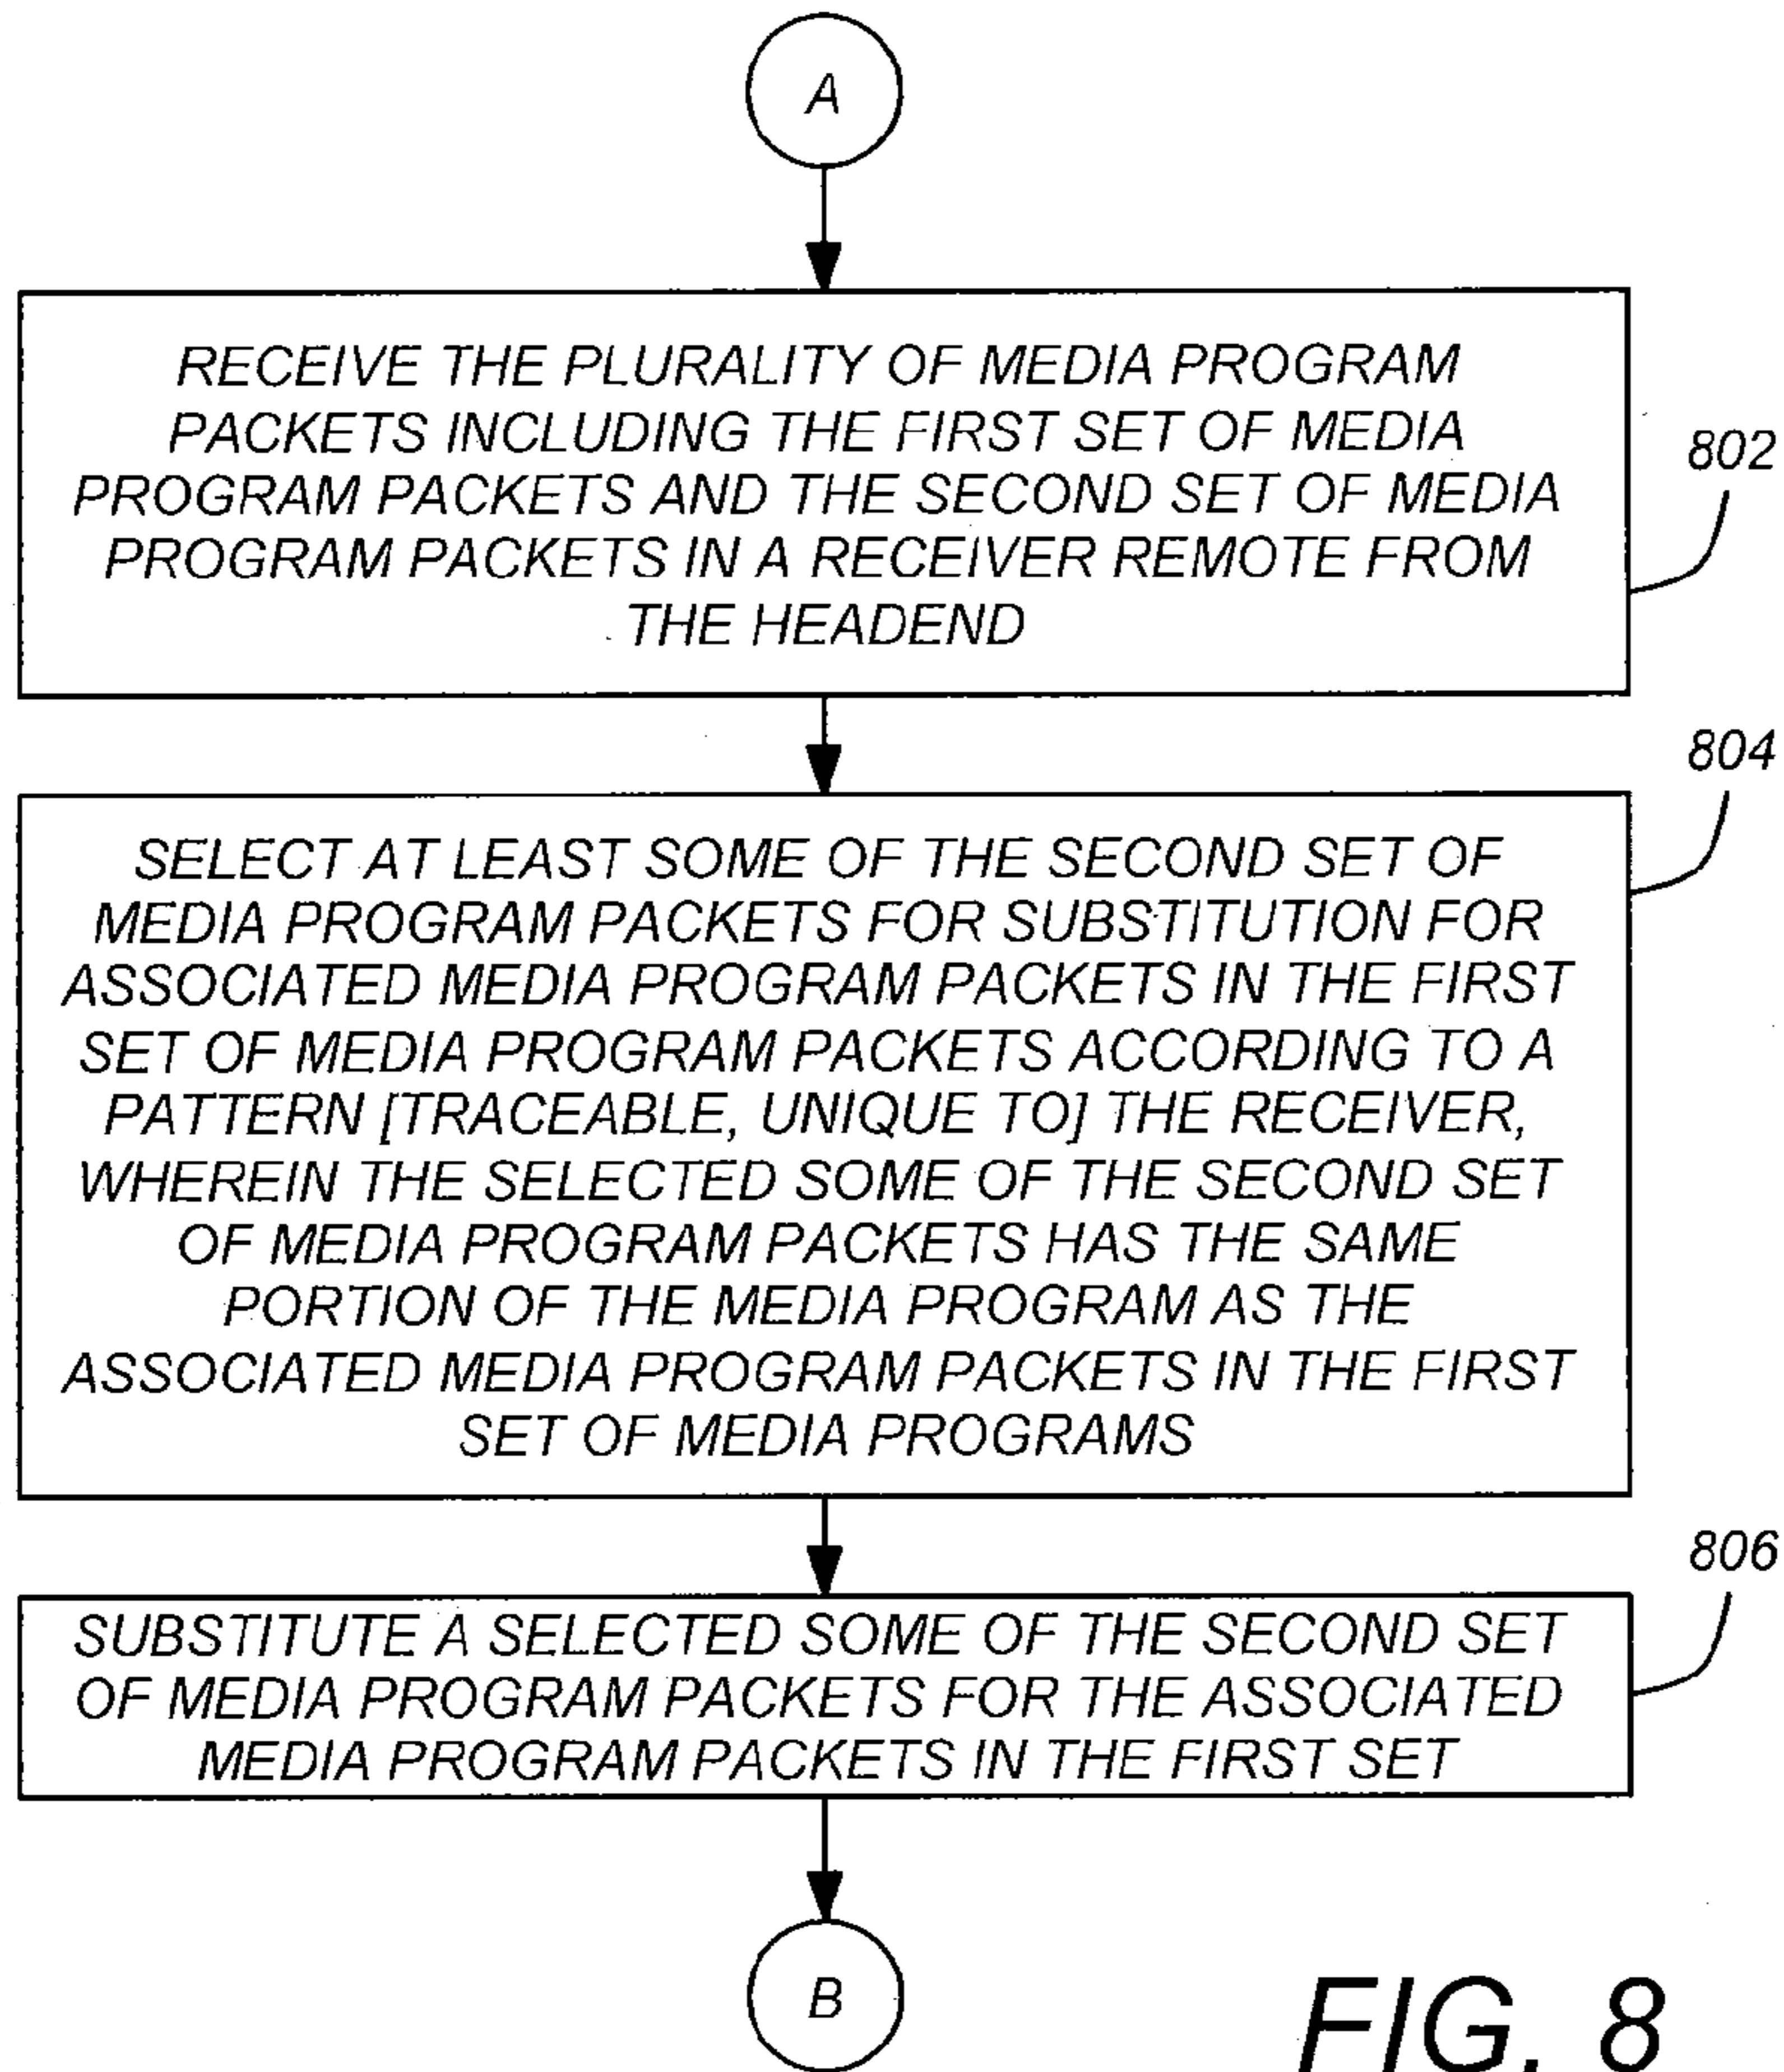 A
RECEIVE THE PLURALITY OF MEDIA PROGRAM
PACKETS INCLUDING THE FIRST SET OF MEDIA
PROGRAM PACKETS AND THE SECOND SET OF MEDIA
PROGRAM PACKETS IN A RECEIVER REMOTE FROM
THE HEADEND
802
804
SELECT AT LEAST SOME OF THE SECOND SET OF
MEDIA PROGRAM PACKETS FOR SUBSTITUTION FOR
ASSOCIATED MEDIA PROGRAM PACKETS IN THE FIRST
SET OF MEDIA PROGRAM PACKETS ACCORDING TO A
PATTERN [TRACEABLE, UNIQUE TO] THE RECEIVER,
WHEREIN THE SELECTED SOME OF THE SECOND SET
OF MEDIA PROGRAM PACKETS HAS THE SAME
PORTION OF THE MEDIA PROGRAM AS THE
ASSOCIATED MEDIA PROGRAM PACKETS IN THE FIRST
SET OF MEDIA PROGRAMS
806
SUBSTITUTE A SELECTED SOME OF THE SECOND SET
OF MEDIA PROGRAM PACKETS FOR THE ASSOCIATED
MEDIA PROGRAM PACKETS IN THE FIRST SET
B
FIG. 8